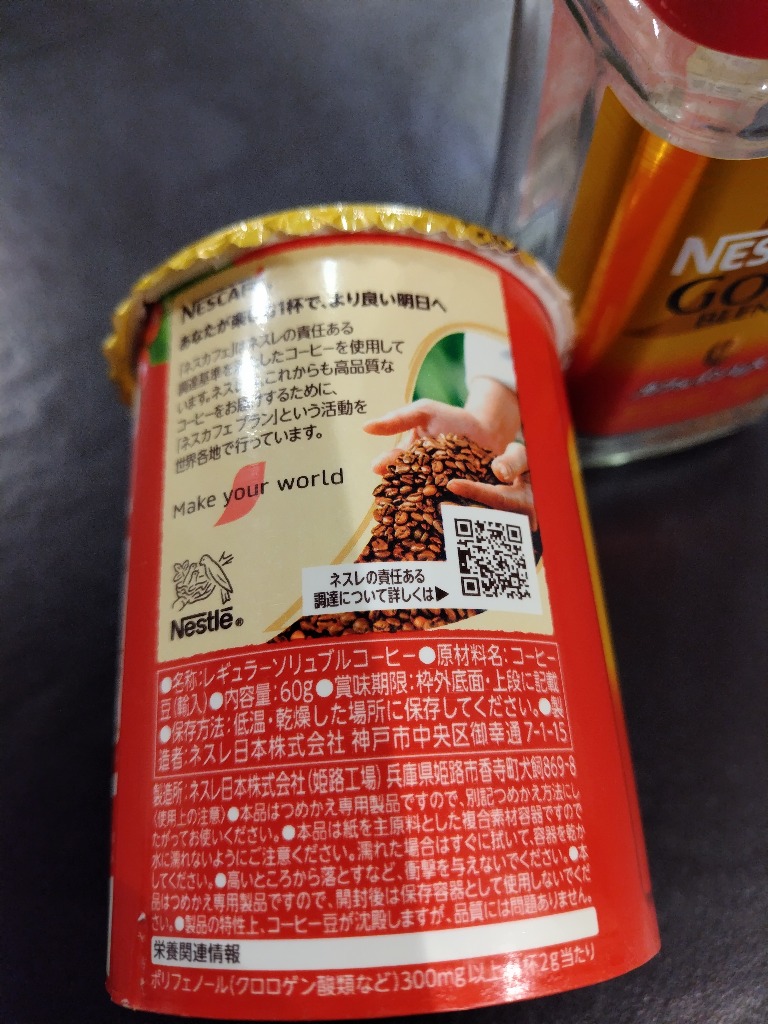 NESCAFÉ
あなたが 1杯で、より良い明日へ
「ネスカフェ」は、ネスレの責任ある
調達基準を したコーヒーを使用して
います。ネス 、これからも高品質な
コーヒーをお届けするために、
「ネスカフェ プラン」という活動を
世界各地で行っています。
Make your world
Nestlé®
ネスレの責任ある
調達について詳しくは▶
●名称:レギュラーソリュブルコーヒー●原材料名:コーヒー
豆(輸入)●内容量:60g●賞味期限:枠外底面・上段に記載
●保存方法:低温・乾燥した場所に保存してください。●製
造者:ネスレ日本株式会社 神戸市中央区御幸通7-1-15
製造所:ネスレ日本株式会社(姫路工場) 兵庫県姫路市香寺町犬飼869-8
〈使用上の注意〉●本品はつめかえ専用製品ですので、別記つめかえ方法にし
たがってお使いください。●本品は紙を主原料とした複合素材容器ですので
水に濡れないようにご注意ください。濡れた場合はすぐに拭いて、容器を乾か
してください。●高いところから落とすなど、衝撃を与えないでください。●本
品はつめかえ専用製品ですので、開封後は保存容器として使用しないでくだ
さい。●製品の特性上、コーヒー豆が沈殿しますが、品質には問題ありません。
栄養関連情報
ポリフェノール(クロロゲン酸類など)300mg以上 杯2g当たり
NES
GO
BLEN